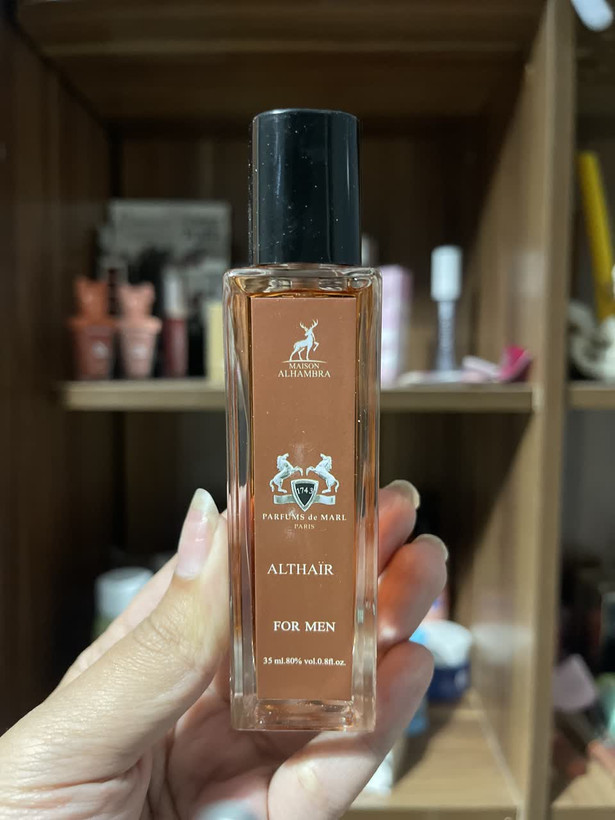 MAISON
ALHAMBRA
1743
PARFUMS de MARL
PARIS
ALTHAÏR
FOR MEN
35 ml.80% vol.0.8fl.oz.